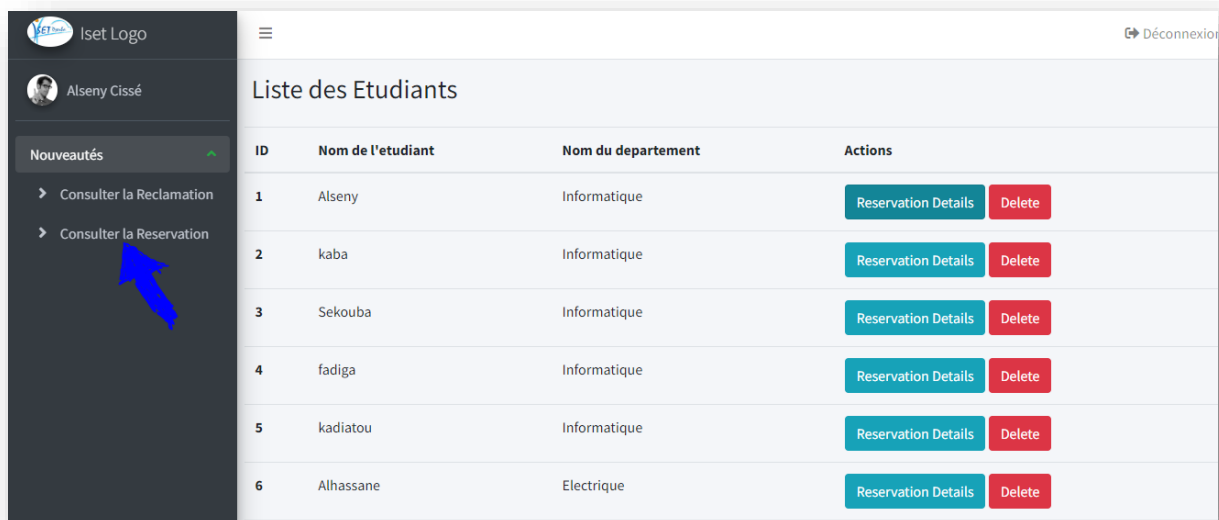 Iset Logo
Déconnexion
Alseny Cissé
Liste des Etudiants
Nouveautés
Consulter la Reclamation
Consulter la Reservation
ID Nom de l'etudiant Nom du departement Actions
1 Alseny Informatique Reservation Details Delete
2 kaba Informatique Reservation Details Delete
3 Sekouba Informatique Reservation Details Delete
4 fadiga Informatique Reservation Details Delete
5 kadiatou Informatique Reservation Details Delete
6 Alhassane Electrique Reservation Details Delete